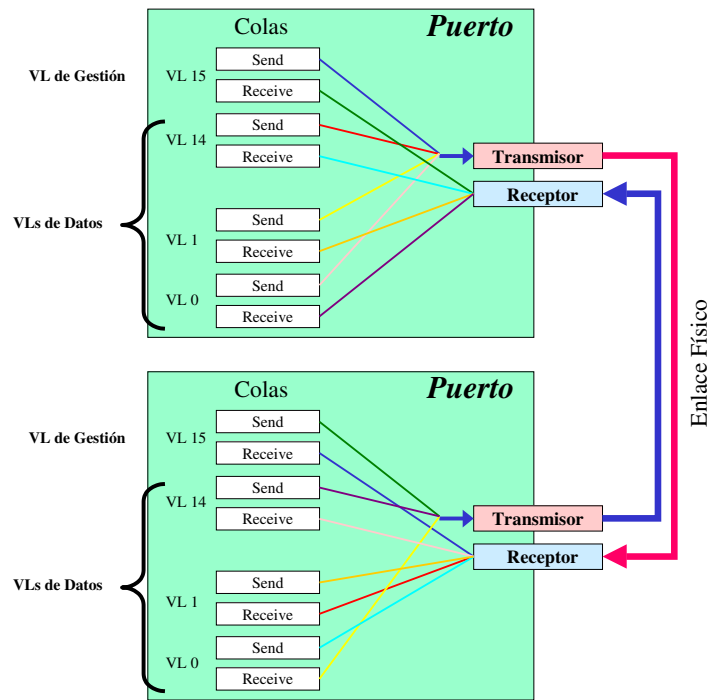 Colas
Puerto
VL de Gestión
VL 15
Send
Receive
VL 14
Send
Receive
Transmisor
Receptor
VLs de Datos
VL 1
Send
Receive
VL 0
Send
Receive
Enlace Físico
Colas
Puerto
VL de Gestión
VL 15
Send
Receive
VL 14
Send
Receive
Transmisor
Receptor
VLs de Datos
VL 1
Send
Receive
VL 0
Send
Receive